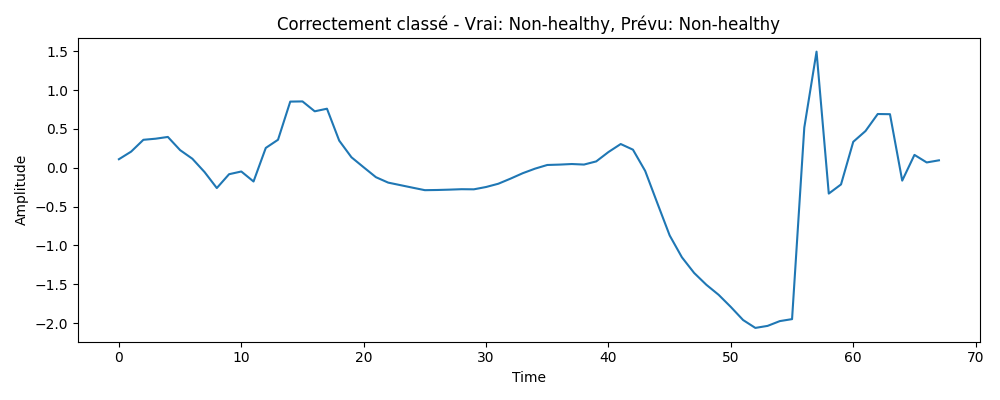 Correctement classé - Vrai: Non-healthy, Prévu: Non-healthy
Amplitude
1.5
1.0
0.5
0.0
−0.5
−1.0
−1.5
−2.0
0 10 20 30 40 50 60 70
Time